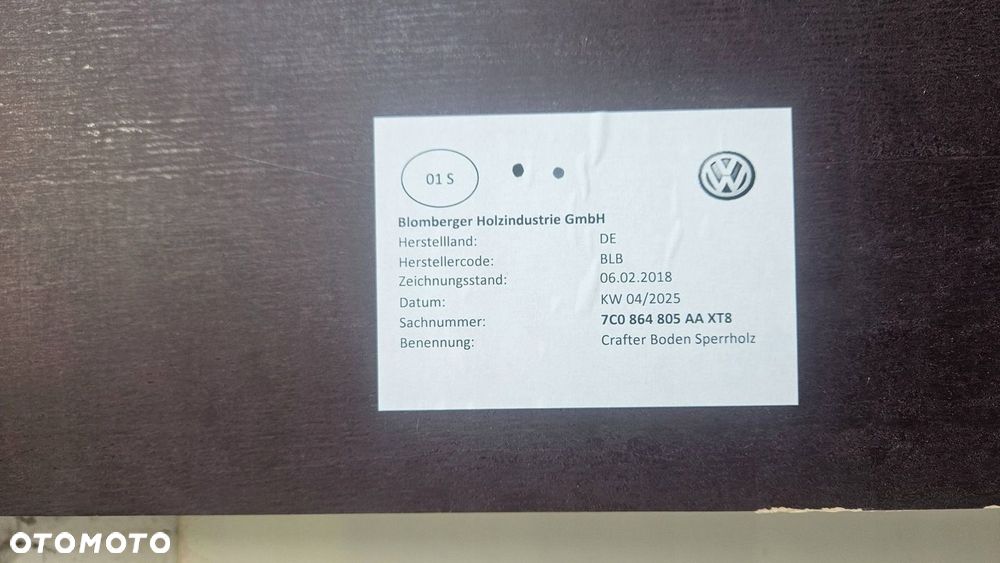 01 S
Blomberger Holzindustrie GmbH
Herstellland: DE
Herstellercode: BLB
Zeichnungsstand: 06.02.2018
Datum: KW 04/2025
Sachnummer: 7C0 864 805 AA XT8
Benennung: Crafter Boden Sperrholz
OTOMOTO